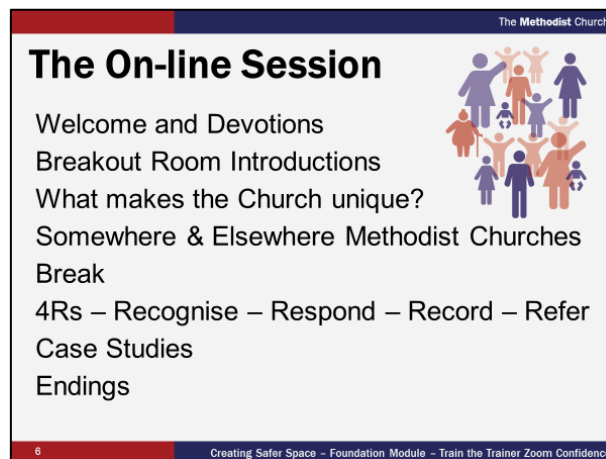 The Methodist Church
The On-line Session
Welcome and Devotions
Breakout Room Introductions
What makes the Church unique?
Somewhere & Elsewhere Methodist Churches
Break
4Rs – Recognise – Respond – Record – Refer
Case Studies
Endings
6
Creating Safer Space – Foundation Module – Train the Trainer Zoom Confidence